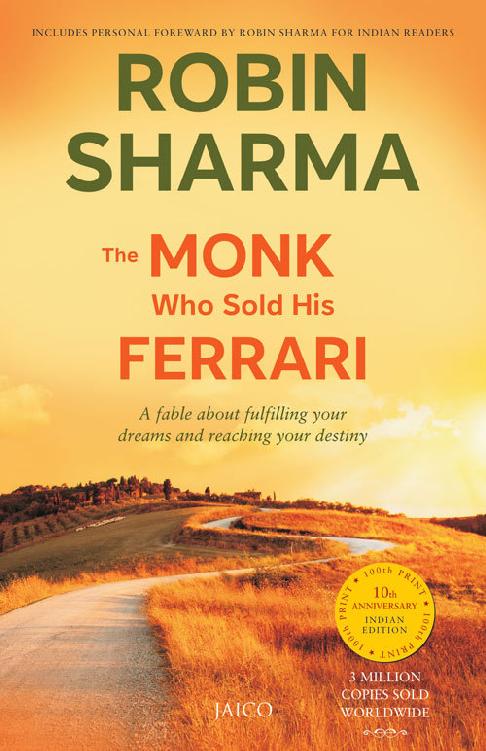 INCLUDES PERSONAL FOREWARD BY ROBIN SHARMA FOR INDIAN READERS
ROBIN
SHARMA
The MONK
Who Sold His
FERRARI
A fable about fulfilling your
dreams and reaching your destiny
100th PRINT ★ 100th PRINT ★ 100th PRINT ★
10th
ANNIVERSARY
INDIAN
EDITION
3 MILLION
COPIES SOLD
WORLDWIDE
JAICO